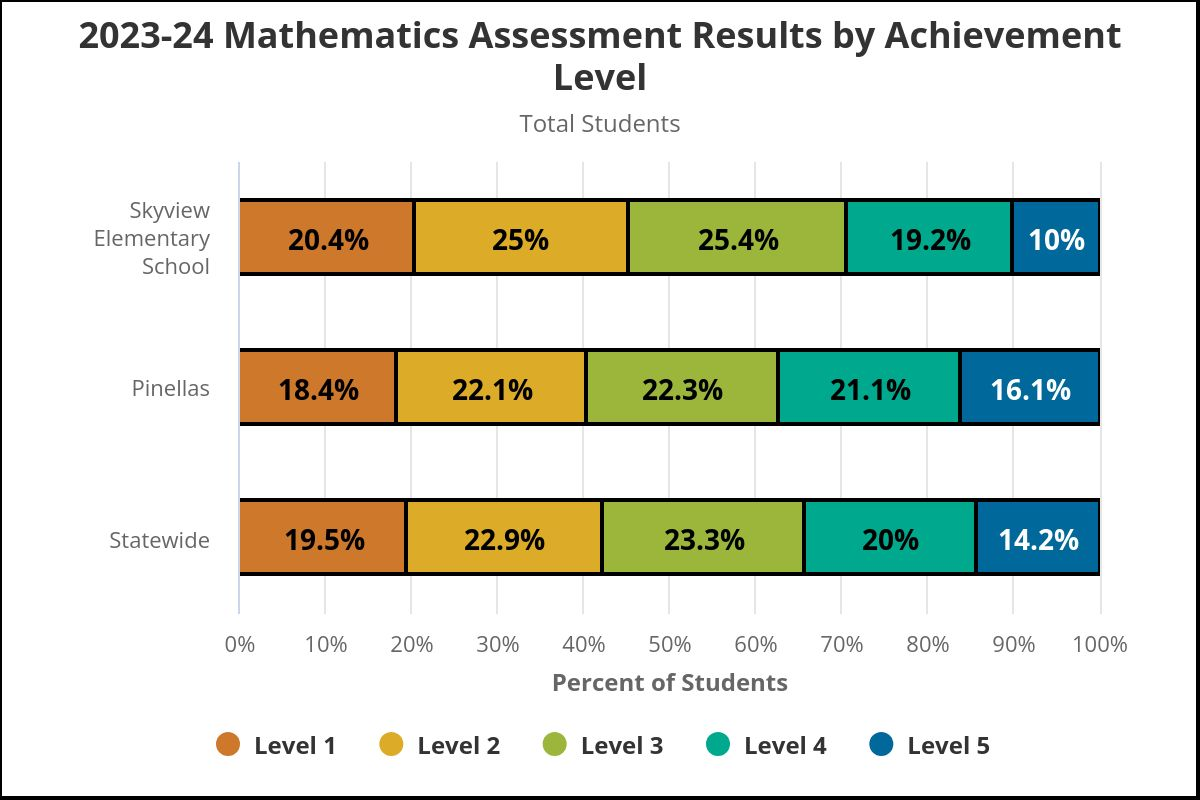 2023-24 Mathematics Assessment Results by Achievement
Level
Total Students
Skyview
Elementary
School
20.4% 25% 25.4% 19.2% 10%
Pinellas
18.4% 22.1% 22.3% 21.1% 16.1%
Statewide
19.5% 22.9% 23.3% 20% 14.2%
0% 10% 20% 30% 40% 50% 60% 70% 80% 90% 100%
Percent of Students
Level 1 Level 2 Level 3 Level 4 Level 5